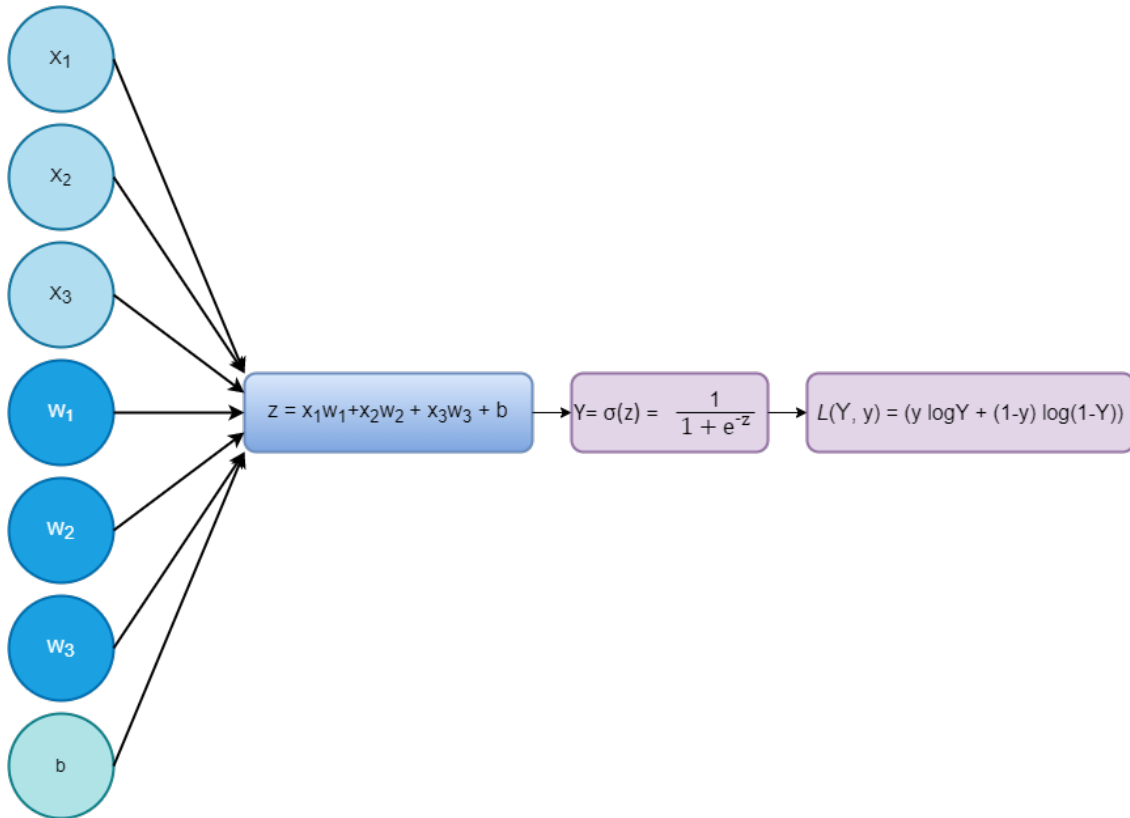 x₁
x₂
x₃
w₁
w₂
w₃
b
z = x₁w₁+x₂w₂ + x₃w₃ + b
Y= σ(z) = 1 / 1 + e⁻ᶻ
L(Y, y) = (y logY + (1-y) log(1-Y))